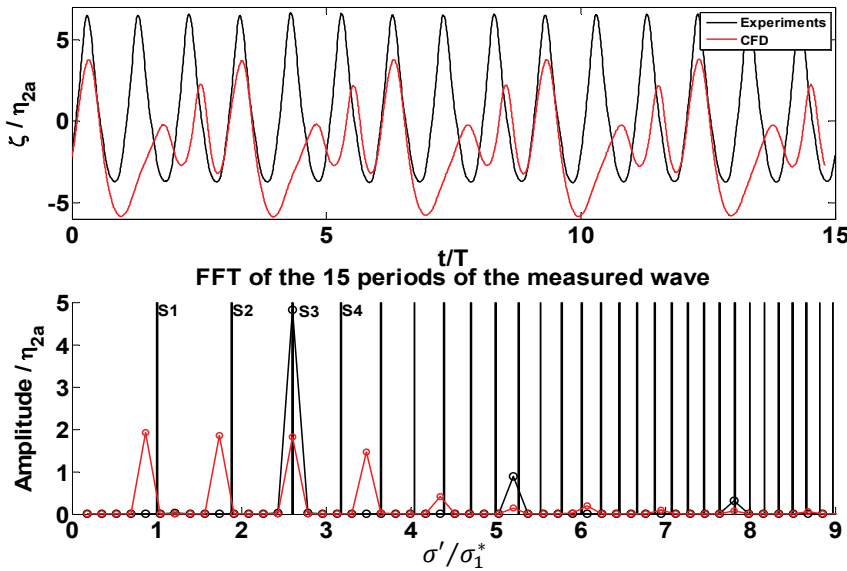 5
0
-5
ζ / η2a
Experiments
CFD
0 5 10 15
t/T
FFT of the 15 periods of the measured wave
5
4
3
2
1
0
Amplitude / η2a
S1 S2 S3 S4
0 1 2 3 4 5 6 7 8 9
σ′/σ1*